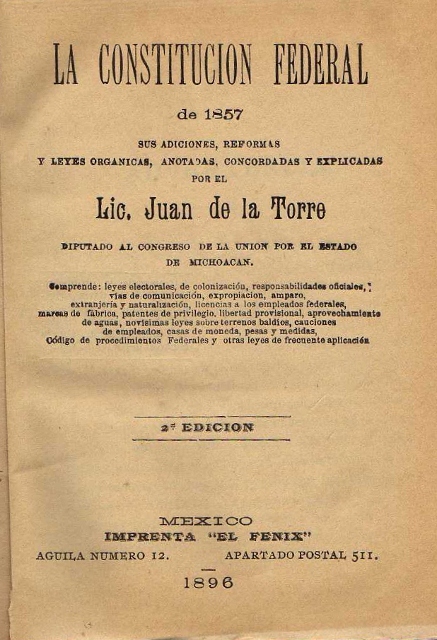 LA CONSTITUCION FEDERAL
de 1857
SUS ADICIONES, REFORMAS
Y LEYES ORGANICAS, ANOTADAS, CONCORDADAS Y EXPLICADAS
POR EL
Lic. Juan de la Torre
DIPUTADO AL CONGRESO DE LA UNION POR EL ESTADO
DE MICHOACAN.
Comprende: leyes electorales, de colonización, responsabilidades oficiales,
vias de comunicación, expropiacion, amparo,
extranjería y naturalización, licencias a los empleados federales,
marcas de fábrica, patentes de privilegio, libertad provisional, aprovechamiento
de aguas, novísimas leyes sobre terrenos baldios, cauciones
de empleados, casas de moneda, pesas y medidas,
Código de procedimientos Federales y otras leyes de frecuente aplicación
2ª EDICION
MEXICO
IMPRENTA "EL FENIX"
AGUILA NUMERO 12. APARTADO POSTAL 511.
1896